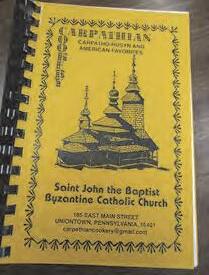 CARPATHIAN
CARPATHO-RUSYN AND
AMERICAN FAVORITES
Saint John the Baptist
Byzantine Catholic Church
185 EAST MAIN STREET
UNIONTOWN, PENNSYLVANIA, 15401
carpathiancookery@gmail.com